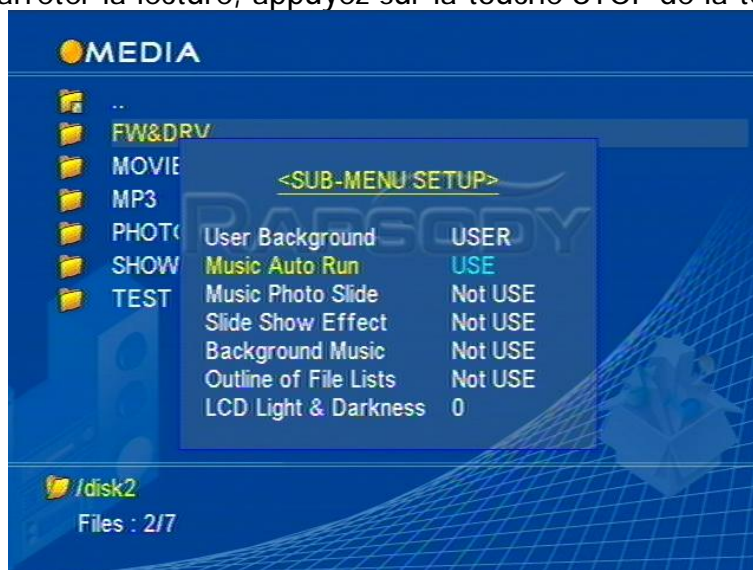 arrêter la lecture, appuyez sur la touche STOP de la
MEDIA
..
FW&DRV
MOVIE
MP3
PHOTO
SHOW
TEST
<SUB-MENU SETUP>
RAPSODY
User Background USER
Music Auto Run USE
Music Photo Slide Not USE
Slide Show Effect Not USE
Background Music Not USE
Outline of File Lists Not USE
LCD Light & Darkness 0
/disk2
Files : 2/7